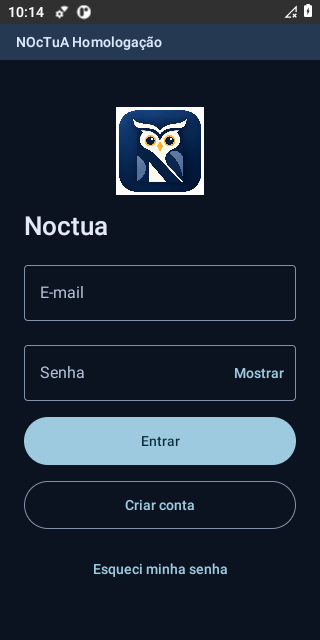 10:14
NOcTuA Homologação
Noctua
E-mail
Senha
Mostrar
Entrar
Criar conta
Esqueci minha senha